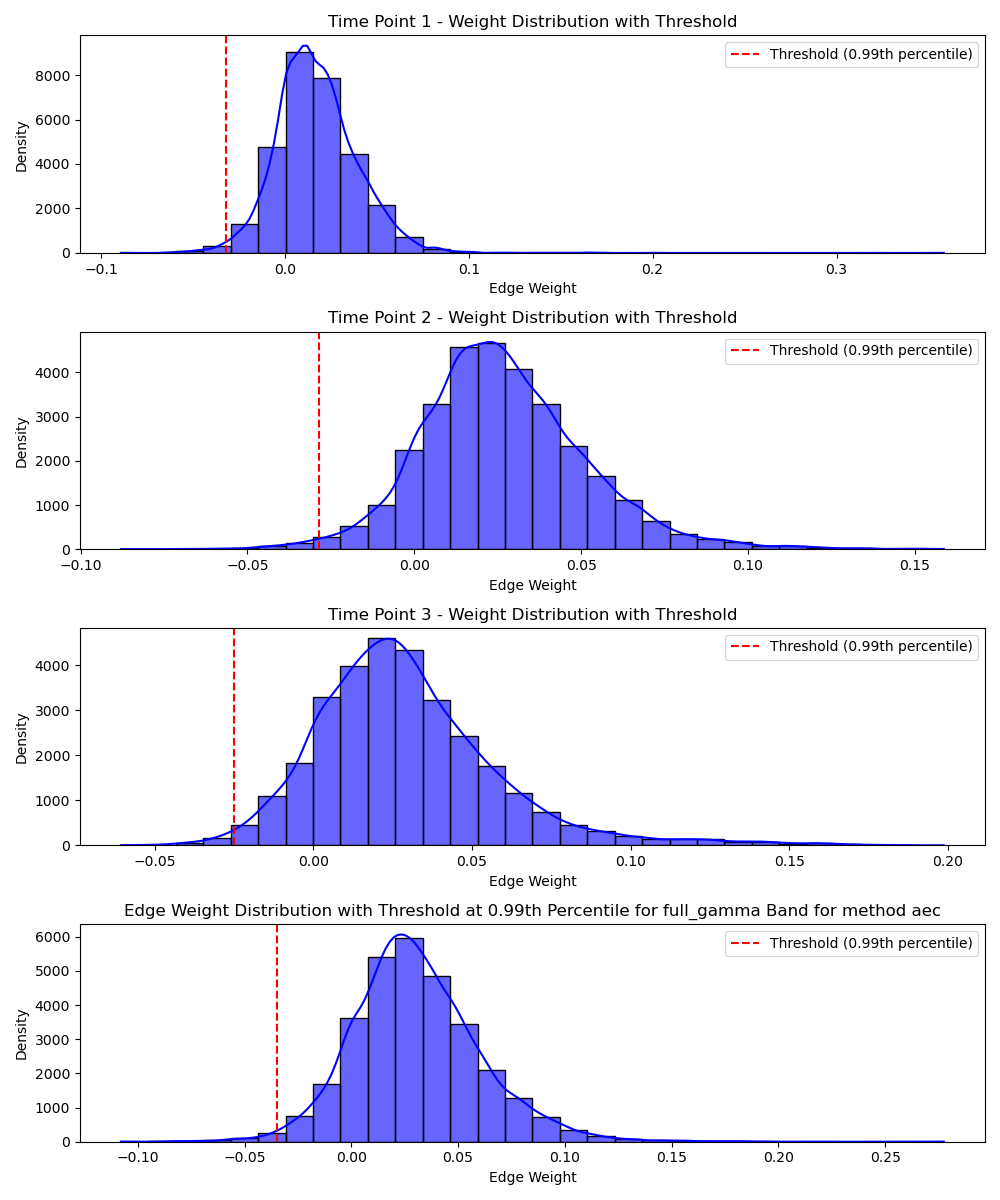 Time Point 1 - Weight Distribution with Threshold
Threshold (0.99th percentile)
Density
8000
6000
4000
2000
0
−0.1 0.0 0.1 0.2 0.3
Edge Weight
Time Point 2 - Weight Distribution with Threshold
Threshold (0.99th percentile)
Density
4000
3000
2000
1000
0
−0.10 −0.05 0.00 0.05 0.10 0.15
Edge Weight
Time Point 3 - Weight Distribution with Threshold
Threshold (0.99th percentile)
Density
4000
3000
2000
1000
0
−0.05 0.00 0.05 0.10 0.15 0.20
Edge Weight
Edge Weight Distribution with Threshold at 0.99th Percentile for full_gamma Band for method aec
Threshold (0.99th percentile)
Density
6000
5000
4000
3000
2000
1000
0
−0.10 −0.05 0.00 0.05 0.10 0.15 0.20 0.25
Edge Weight